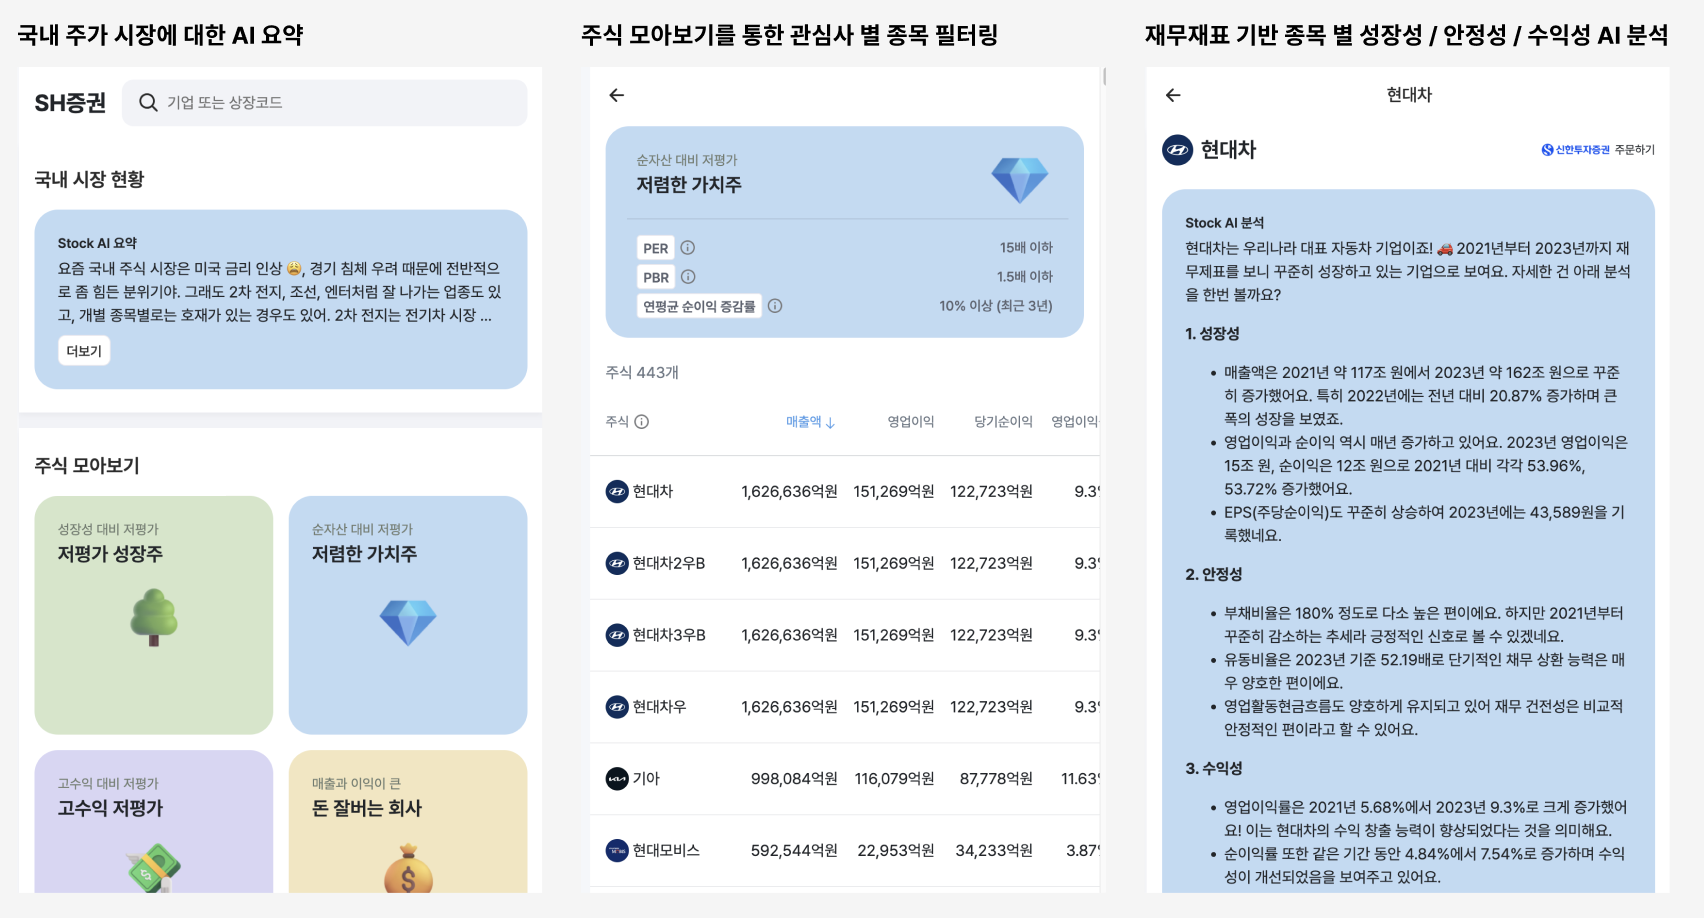 국내 주가 시장에 대한 AI 요약
SH증권
기업 또는 상장코드
국내 시장 현황
Stock AI 요약
요즘 국내 주식 시장은 미국 금리 인상 😩, 경기 침체 우려 때문에 전반적으
로 좀 힘든 분위기야. 그래도 2차 전지, 조선, 엔터처럼 잘 나가는 업종도 있
고, 개별 종목별로는 호재가 있는 경우도 있어. 2차 전지는 전기차 시장 ...
더보기
주식 모아보기
성장성 대비 저평가
저평가 성장주
순자산 대비 저평가
저렴한 가치주
고수익 대비 저평가
고수익 저평가
매출과 이익이 큰
돈 잘버는 회사
주식 모아보기를 통한 관심사 별 종목 필터링
순자산 대비 저평가
저렴한 가치주
PER 15배 이하
PBR 1.5배 이하
연평균 순이익 증감률 10% 이상 (최근 3년)
주식 443개
주식 매출액 ↓ 영업이익 당기순이익 영업이익
현대차 1,626,636억원 151,269억원 122,723억원 9.3%
현대차2우B 1,626,636억원 151,269억원 122,723억원 9.3%
현대차3우B 1,626,636억원 151,269억원 122,723억원 9.3%
현대차우 1,626,636억원 151,269억원 122,723억원 9.3%
기아 998,084억원 116,079억원 87,778억원 11.63%
현대모비스 592,544억원 22,953억원 34,233억원 3.87%
재무재표 기반 종목 별 성장성 / 안정성 / 수익성 AI 분석
현대차
현대차
신한투자증권 주문하기
Stock AI 분석
현대차는 우리나라 대표 자동차 기업이죠! 🚗 2021년부터 2023년까지 재
무제표를 보니 꾸준히 성장하고 있는 기업으로 보여요. 자세한 건 아래 분석
을 한번 볼까요?
1. 성장성
• 매출액은 2021년 약 117조 원에서 2023년 약 162조 원으로 꾸준
히 증가했어요. 특히 2022년에는 전년 대비 20.87% 증가하며 큰
폭의 성장을 보였죠.
• 영업이익과 순이익 역시 매년 증가하고 있어요. 2023년 영업이익은
15조 원, 순이익은 12조 원으로 2021년 대비 각각 53.96%,
53.72% 증가했어요.
• EPS(주당순이익)도 꾸준히 상승하여 2023년에는 43,589원을 기
록했네요.
2. 안정성
• 부채비율은 180% 정도로 다소 높은 편이에요. 하지만 2021년부터
꾸준히 감소하는 추세라 긍정적인 신호로 볼 수 있겠네요.
• 유동비율은 2023년 기준 52.19배로 단기적인 채무 상환 능력은 매
우 양호한 편이에요.
• 영업활동현금흐름도 양호하게 유지되고 있어 재무 건전성은 비교적
안정적인 편이라고 할 수 있어요.
3. 수익성
• 영업이익률은 2021년 5.68%에서 2023년 9.3%로 크게 증가했어
요! 이는 현대차의 수익 창출 능력이 향상되었다는 것을 의미해요.
• 순이익률 또한 같은 기간 동안 4.84%에서 7.54%로 증가하며 수익
성이 개선되었음을 보여주고 있어요.